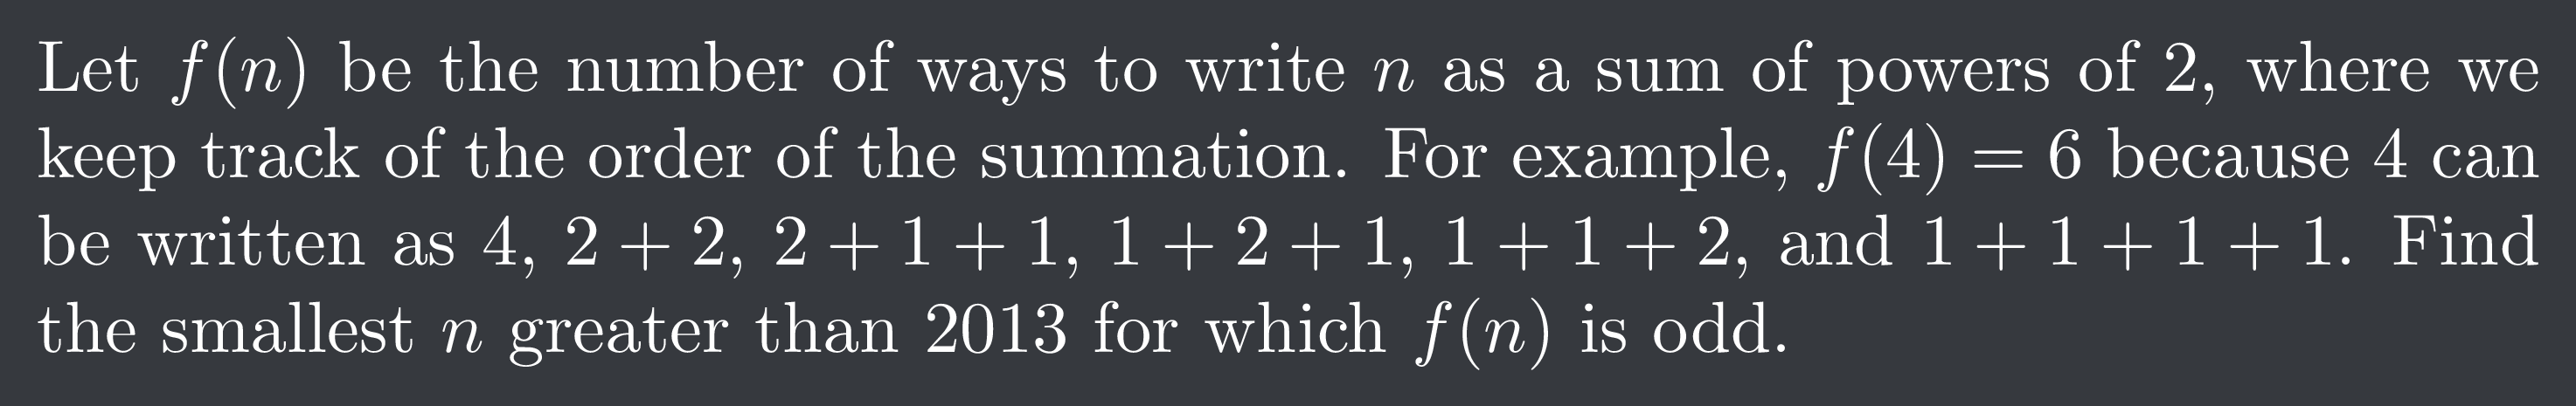 Let f(n) be the number of ways to write n as a sum of powers of 2, where we
keep track of the order of the summation. For example, f(4) = 6 because 4 can
be written as 4, 2 + 2, 2 + 1 + 1, 1 + 2 + 1, 1 + 1 + 2, and 1 + 1 + 1 + 1. Find
the smallest n greater than 2013 for which f(n) is odd.